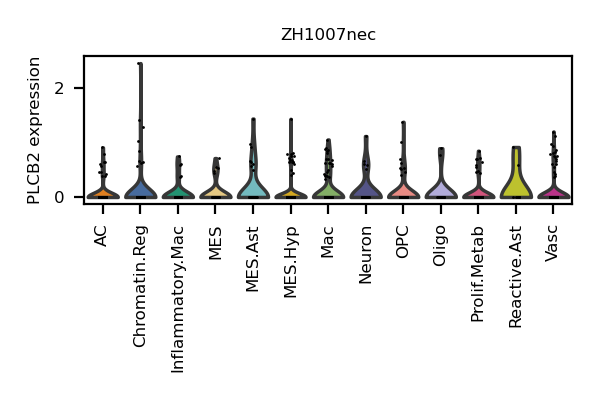 ZH1007nec
PLCB2 expression
2
0
AC
Chromatin.Reg
Inflammatory.Mac
MES
MES.Ast
MES.Hyp
Mac
Neuron
OPC
Oligo
Prolif.Metab
Reactive.Ast
Vasc